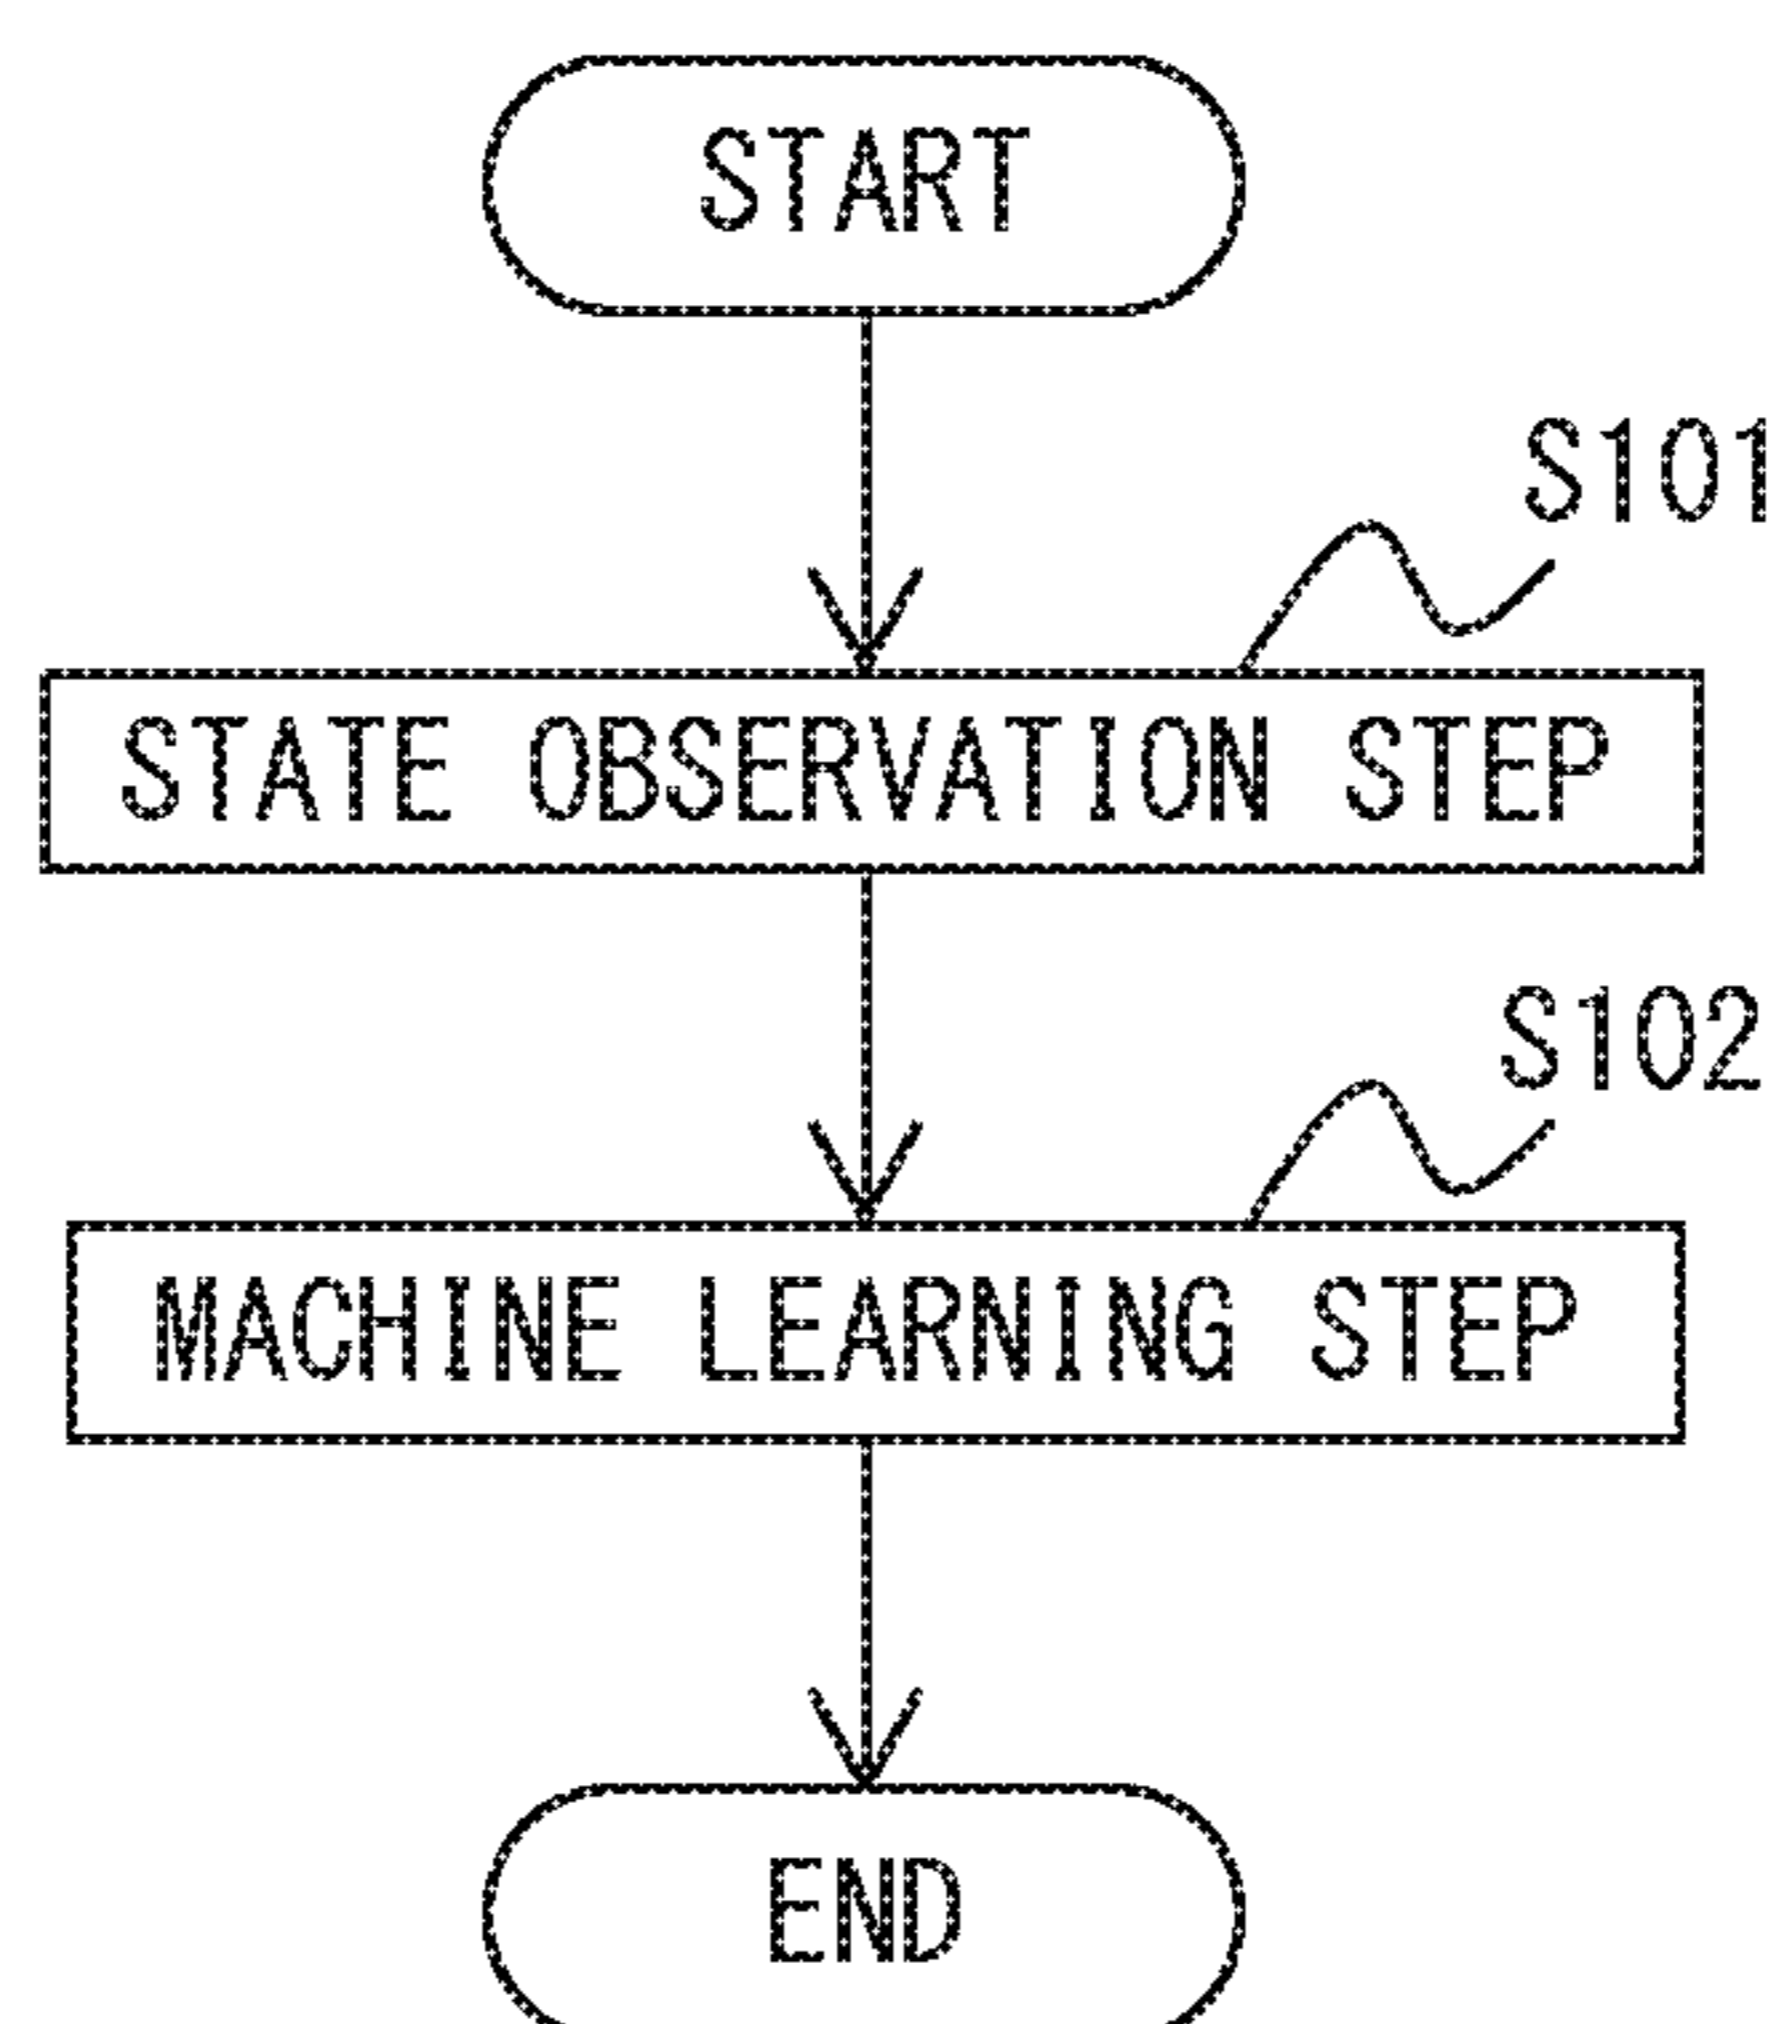 START
S101
STATE OBSERVATION STEP
S102
MACHINE LEARNING STEP
END